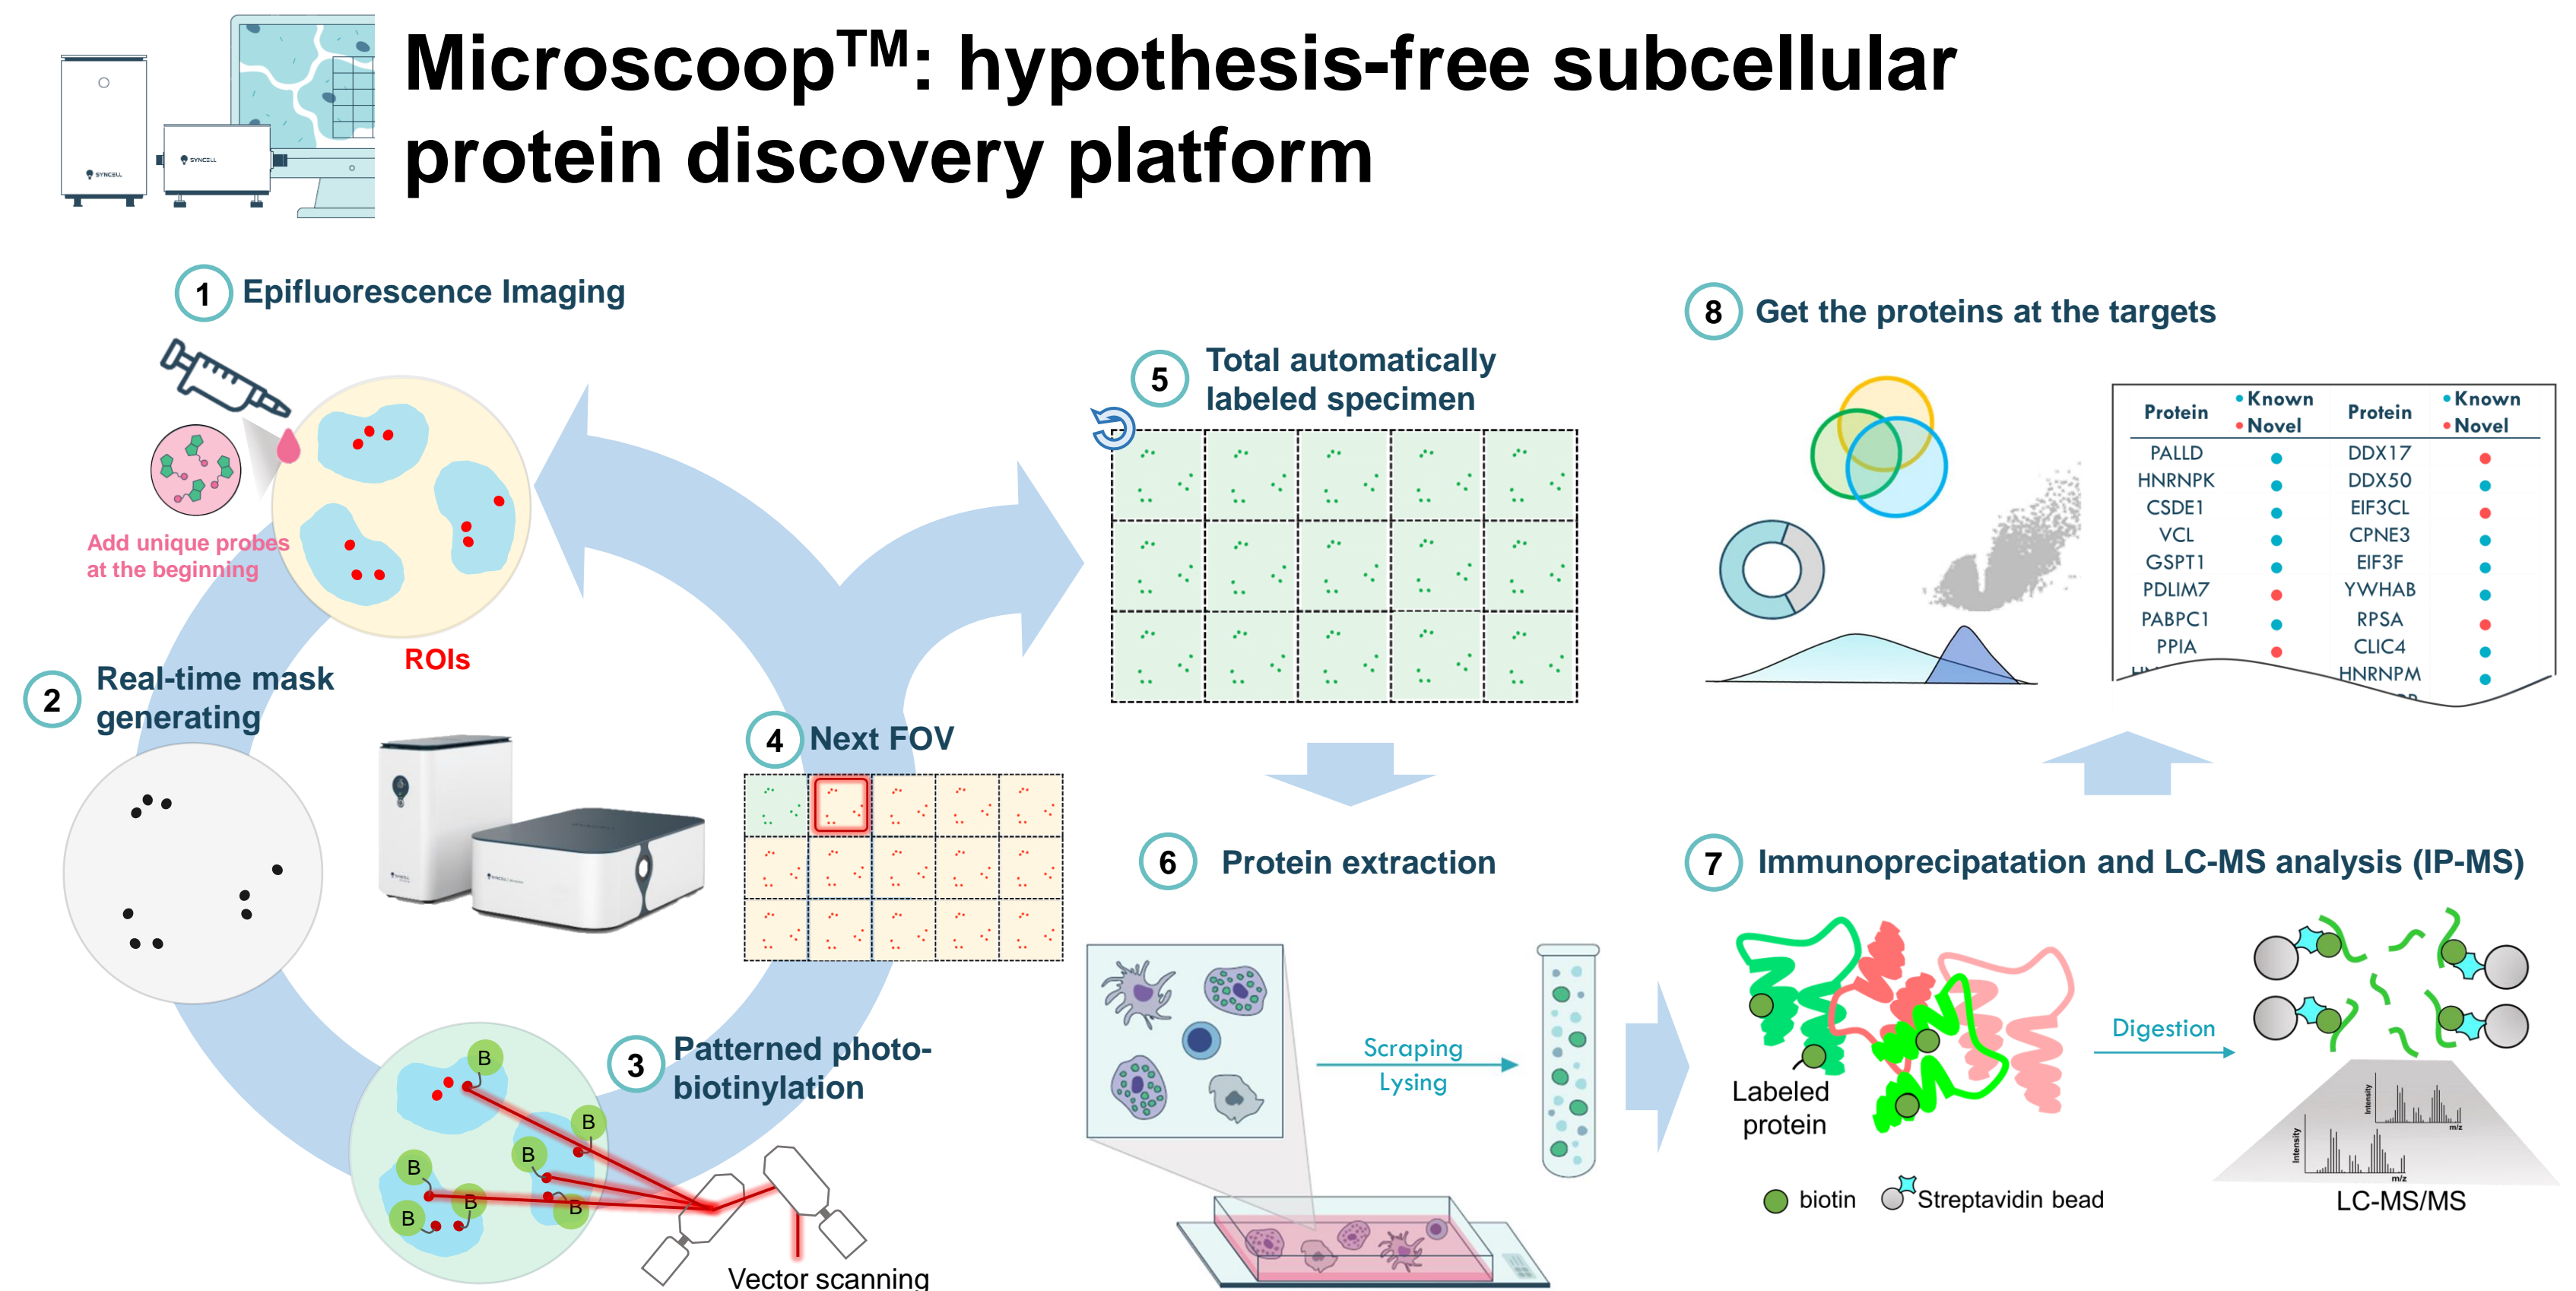 Microscoop™: hypothesis-free subcellular
protein discovery platform
SYNCELL
SYNCELL
1 Epifluorescence Imaging
Add unique probes
at the beginning
ROIs
2 Real-time mask
generating
3 Patterned photo-
biotinylation
B
B
B
B
B
B
B
Vector scanning
4 Next FOV
5 Total automatically
labeled specimen
6 Protein extraction
Scraping
Lysing
7 Immunoprecipatation and LC-MS analysis (IP-MS)
Labeled
protein
Digestion
biotin
Streptavidin bead
Intensity
m/z
Intensity
m/z
LC-MS/MS
8 Get the proteins at the targets
Protein • Known • Novel Protein • Known • Novel
PALLD DDX17
HNRNPK DDX50
CSDE1 EIF3CL
VCL CPNE3
GSPT1 EIF3F
PDLIM7 YWHAB
PABPC1 RPSA
PPIA CLIC4
HNRNPM